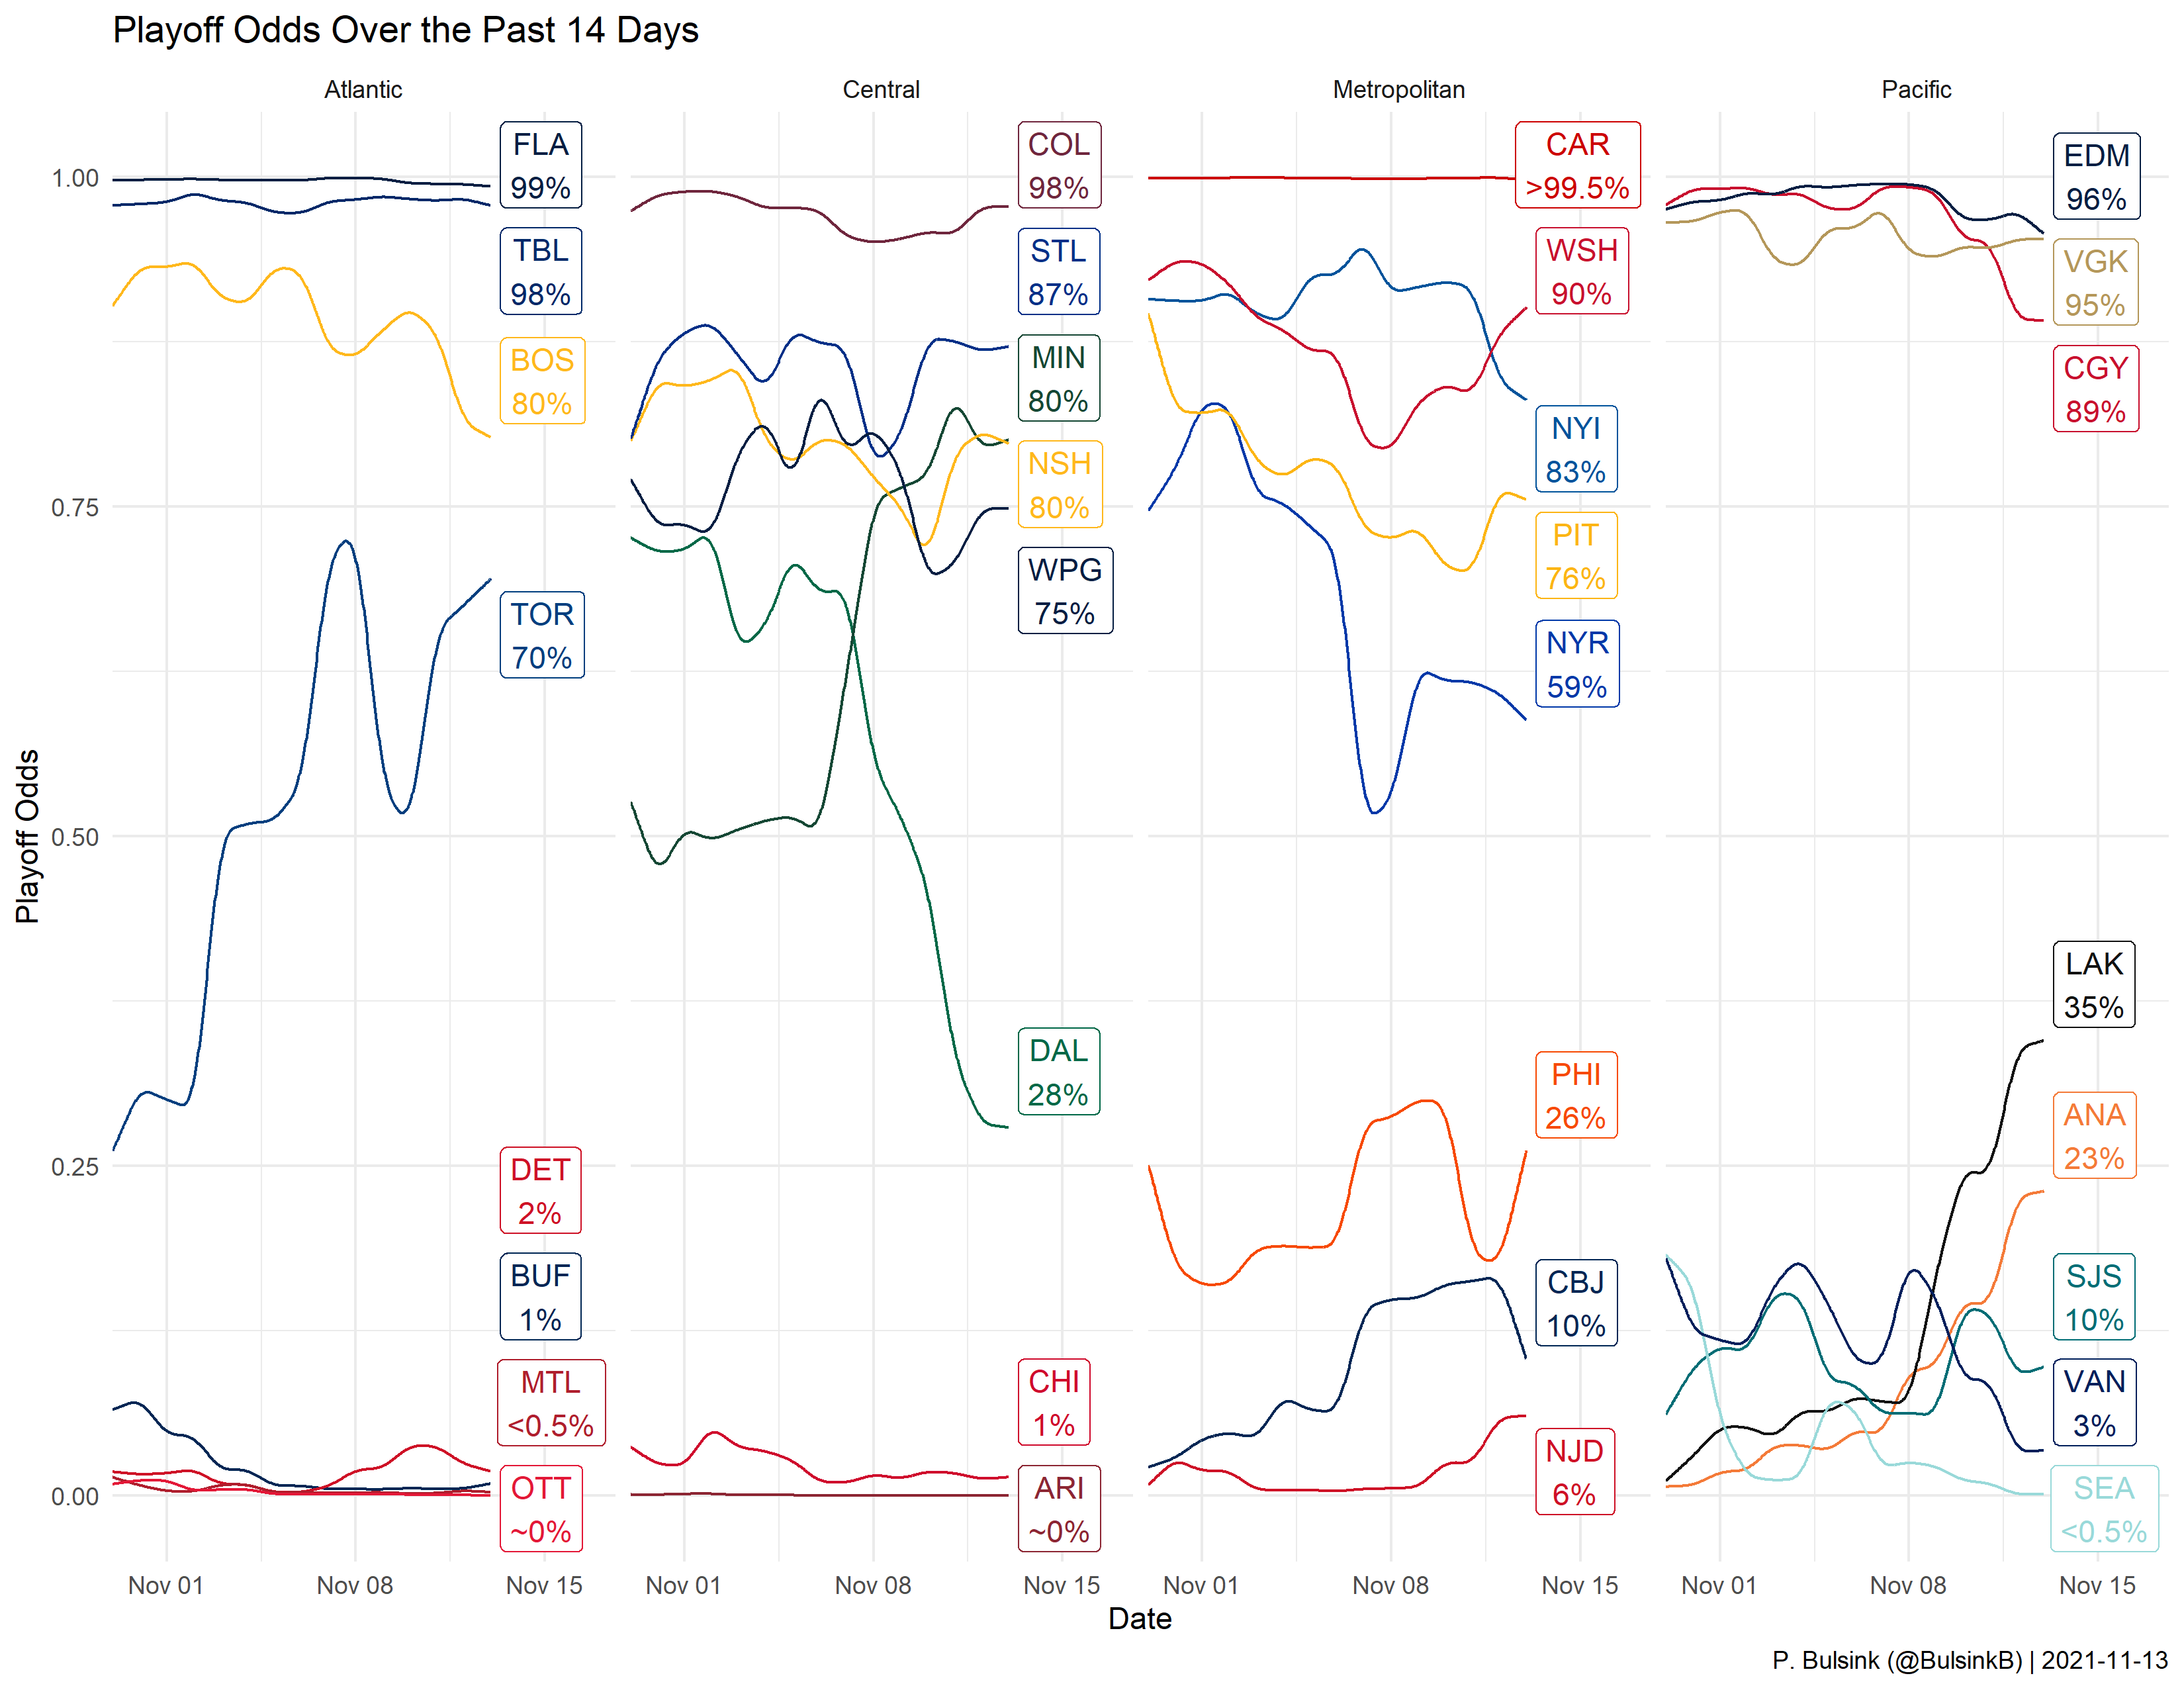 Playoff Odds Over the Past 14 Days
Atlantic
Central
Metropolitan
Pacific
Playoff Odds
1.00
0.75
0.50
0.25
0.00
FLA
99%
TBL
98%
BOS
80%
TOR
70%
DET
2%
BUF
1%
MTL
<0.5%
OTT
~0%
COL
98%
STL
87%
MIN
80%
NSH
80%
WPG
75%
DAL
28%
CHI
1%
ARI
~0%
CAR
>99.5%
WSH
90%
NYI
83%
PIT
76%
NYR
59%
PHI
26%
CBJ
10%
NJD
6%
EDM
96%
VGK
95%
CGY
89%
LAK
35%
ANA
23%
SJS
10%
VAN
3%
SEA
<0.5%
Nov 01 Nov 08 Nov 15
Nov 01 Nov 08 Nov 15
Nov 01 Nov 08 Nov 15
Nov 01 Nov 08 Nov 15
Date
P. Bulsink (@BulsinkB) | 2021-11-13